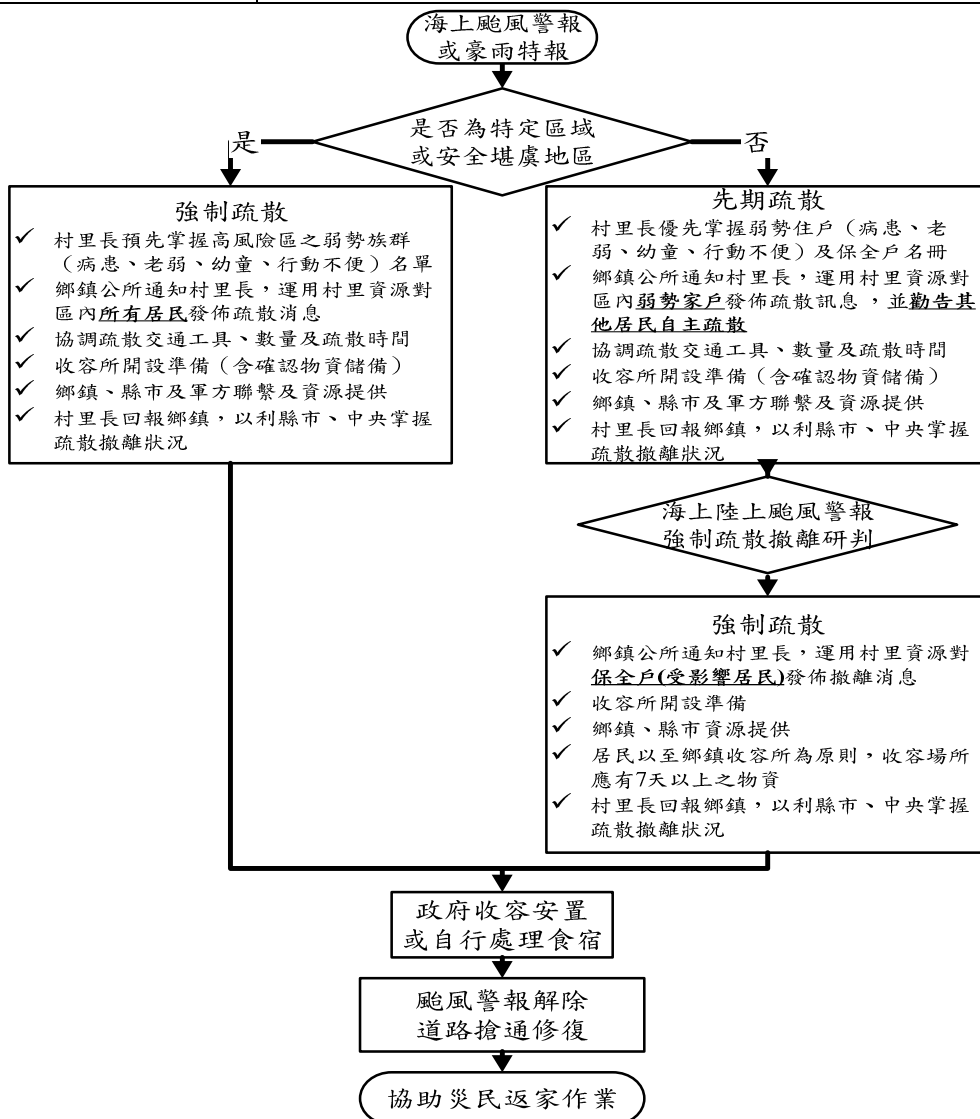 海上颱風警報
或豪雨特報
是否為特定區域
或安全堪虞地區
是
否
強制疏散
✓ 村里長預先掌握高風險區之弱勢族群
（病患、老弱、幼童、行動不便）名單
✓ 鄉鎮公所通知村里長，運用村里資源對
區內所有居民發佈疏散消息
✓ 協調疏散交通工具、數量及疏散時間
✓ 收容所開設準備（含確認物資儲備）
✓ 鄉鎮、縣市及軍方聯繫及資源提供
✓ 村里長回報鄉鎮，以利縣市、中央掌握
疏散撤離狀況
先期疏散
✓ 村里長優先掌握弱勢住戶（病患、老
弱、幼童、行動不便）及保全戶名冊
✓ 鄉鎮公所通知村里長，運用村里資源對
區內弱勢家戶發佈疏散訊息，並勸告其
他居民自主疏散
✓ 協調疏散交通工具、數量及疏散時間
✓ 收容所開設準備（含確認物資儲備）
✓ 鄉鎮、縣市及軍方聯繫及資源提供
✓ 村里長回報鄉鎮，以利縣市、中央掌握
疏散撤離狀況
海上陸上颱風警報
強制疏散撤離研判
強制疏散
✓ 鄉鎮公所通知村里長，運用村里資源對
保全戶(受影響居民)發佈撤離消息
✓ 收容所開設準備
✓ 鄉鎮、縣市資源提供
✓ 居民以至鄉鎮收容所為原則，收容場所
應有7天以上之物資
✓ 村里長回報鄉鎮，以利縣市、中央掌握
疏散撤離狀況
政府收容安置
或自行處理食宿
颱風警報解除
道路搶通修復
協助災民返家作業